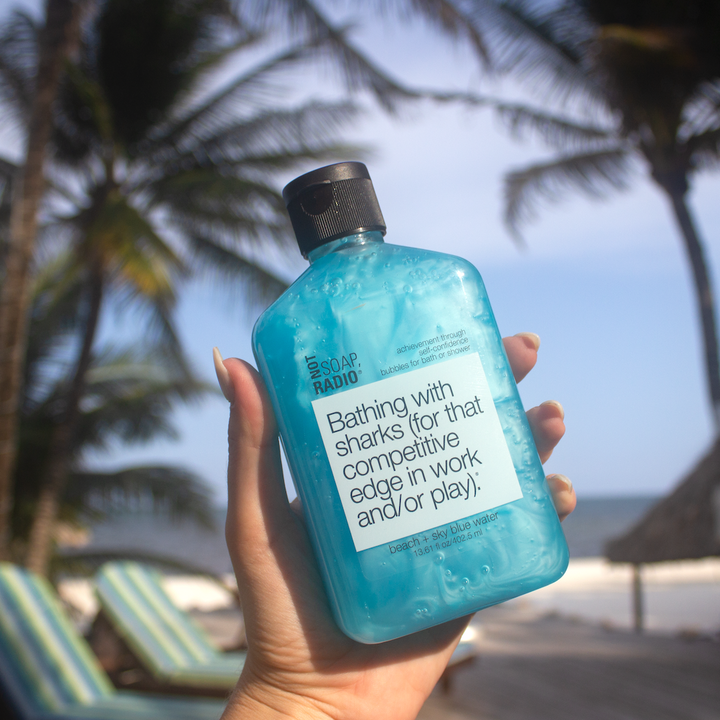 NOT
SOAP,
RADIO®
achievement through
self-confidence
bubbles for bath or shower
Bathing with
sharks (for that
competitive
edge in work
and/or play).®
beach + sky blue water
13.61 fl oz/402.5 ml